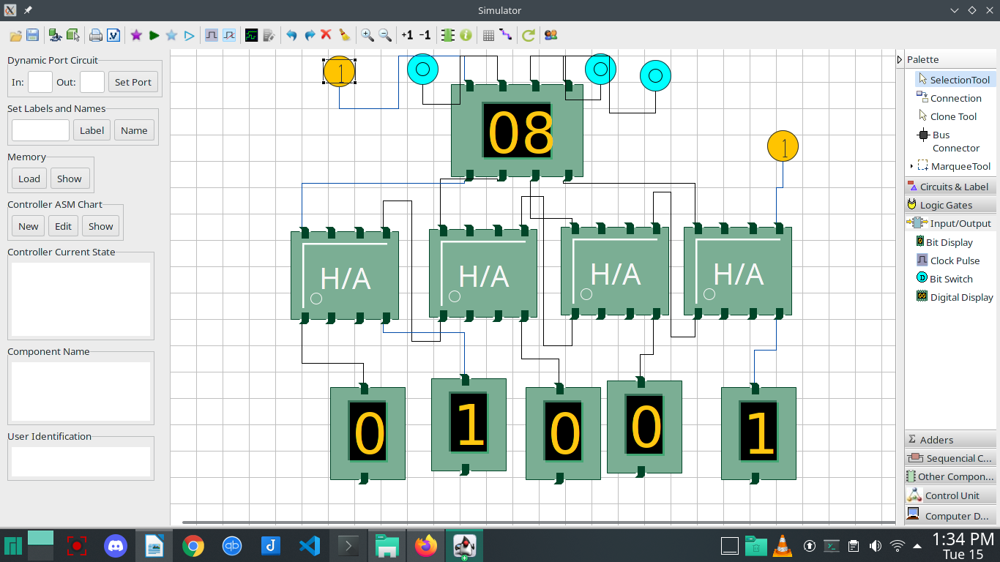 Simulator
+1 -1
Dynamic Port Circuit
In: Out: Set Port
Set Labels and Names
Label Name
Memory
Load Show
Controller ASM Chart
New Edit Show
Controller Current State
Component Name
User Identification
1
08
1
H/A H/A H/A H/A
0 1 0 0 1
Palette
SelectionTool
Connection
Clone Tool
Bus
Connector
MarqueeTool
Circuits & Label
Logic Gates
Input/Output
Bit Display
Clock Pulse
Bit Switch
Digital Display
Adders
Sequential C...
Other Compon...
Control Unit
Computer D...
1:34 PM
Tue 15